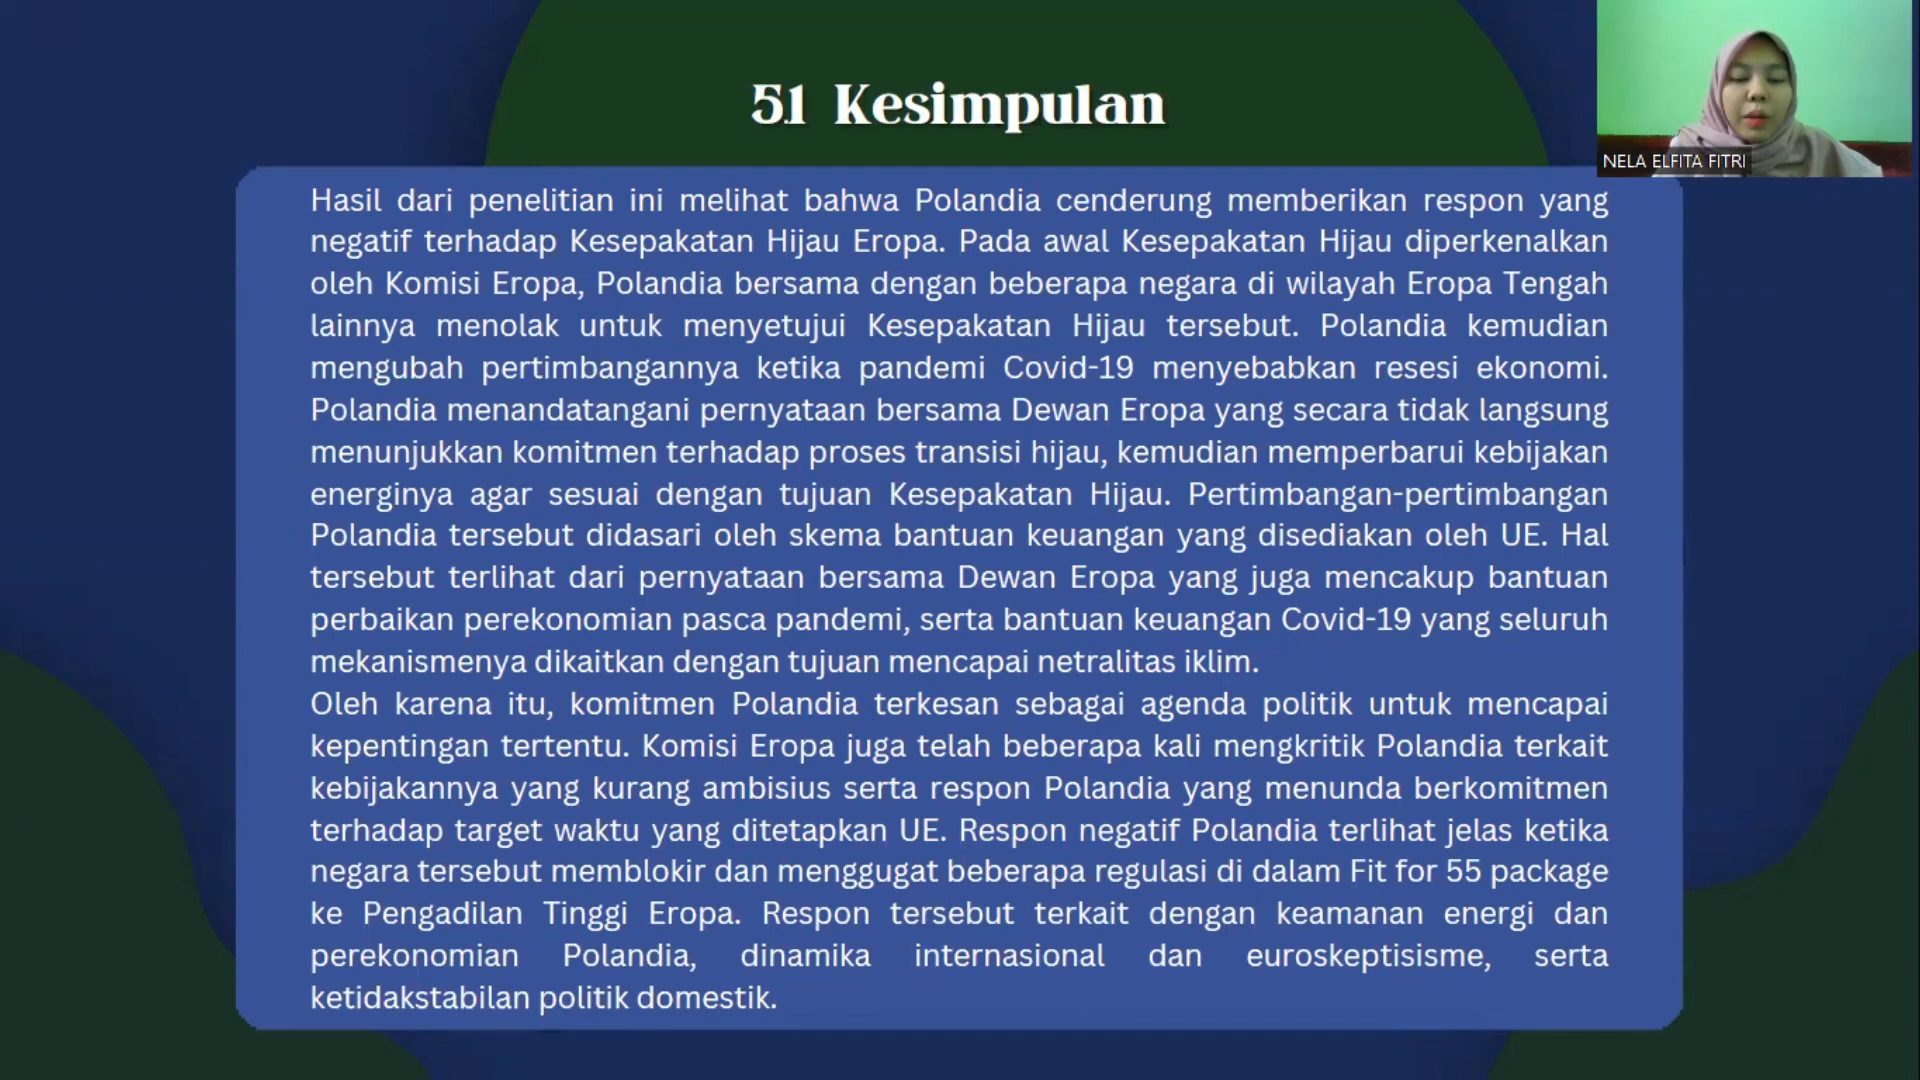 5.1 Kesimpulan
NELA ELFITA FITRI
Hasil dari penelitian ini melihat bahwa Polandia cenderung memberikan respon yang
negatif terhadap Kesepakatan Hijau Eropa. Pada awal Kesepakatan Hijau diperkenalkan
oleh Komisi Eropa, Polandia bersama dengan beberapa negara di wilayah Eropa Tengah
lainnya menolak untuk menyetujui Kesepakatan Hijau tersebut. Polandia kemudian
mengubah pertimbangannya ketika pandemi Covid-19 menyebabkan resesi ekonomi.
Polandia menandatangani pernyataan bersama Dewan Eropa yang secara tidak langsung
menunjukkan komitmen terhadap proses transisi hijau, kemudian memperbarui kebijakan
energinya agar sesuai dengan tujuan Kesepakatan Hijau. Pertimbangan-pertimbangan
Polandia tersebut didasari oleh skema bantuan keuangan yang disediakan oleh UE. Hal
tersebut terlihat dari pernyataan bersama Dewan Eropa yang juga mencakup bantuan
perbaikan perekonomian pasca pandemi, serta bantuan keuangan Covid-19 yang seluruh
mekanismenya dikaitkan dengan tujuan mencapai netralitas iklim.
Oleh karena itu, komitmen Polandia terkesan sebagai agenda politik untuk mencapai
kepentingan tertentu. Komisi Eropa juga telah beberapa kali mengkritik Polandia terkait
kebijakannya yang kurang ambisius serta respon Polandia yang menunda berkomitmen
terhadap target waktu yang ditetapkan UE. Respon negatif Polandia terlihat jelas ketika
negara tersebut memblokir dan menggugat beberapa regulasi di dalam Fit for 55 package
ke Pengadilan Tinggi Eropa. Respon tersebut terkait dengan keamanan energi dan
perekonomian Polandia, dinamika internasional dan euroskeptisisme, serta
ketidakstabilan politik domestik.